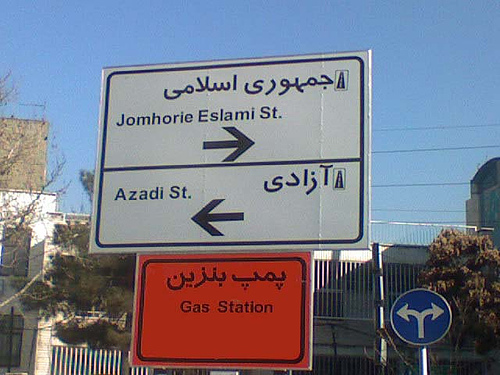 جمهوری اسلامی
Jomhorie Eslami St.
آزادی
Azadi St.
پمپ بنزین
Gas Station